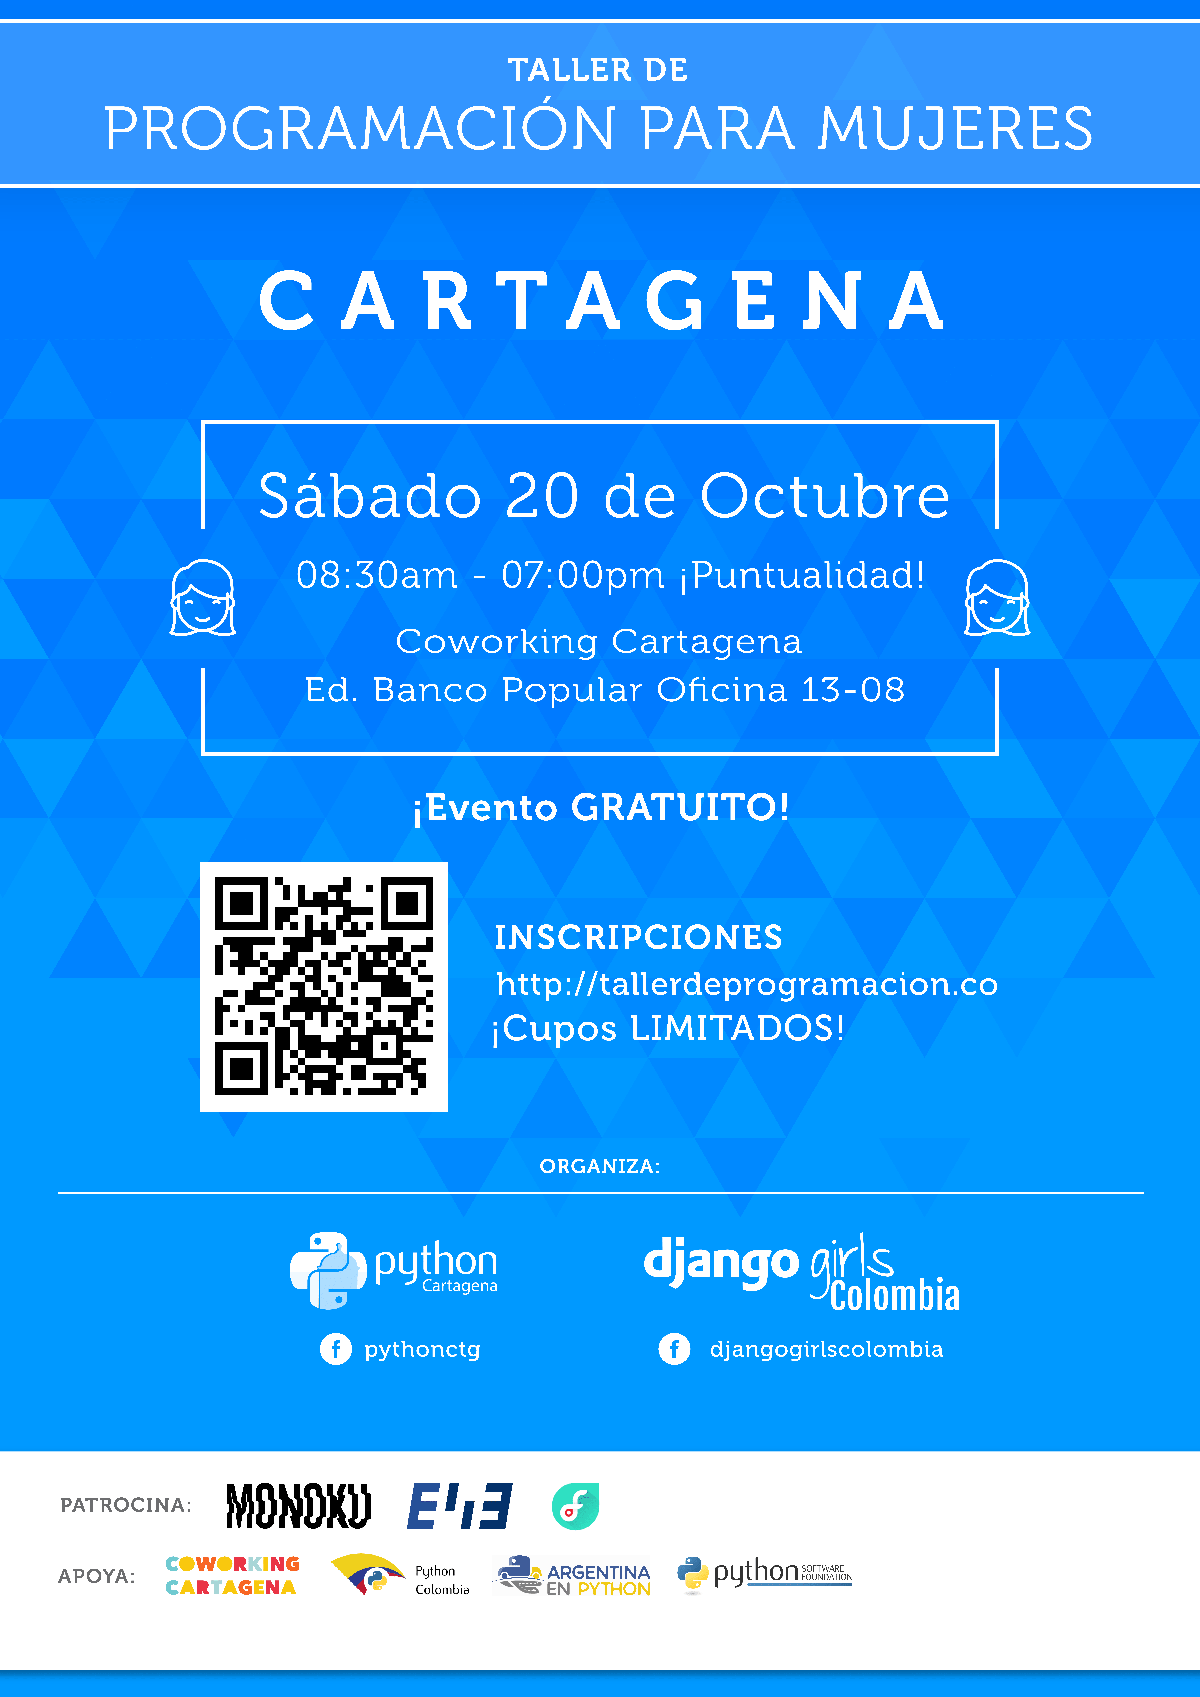 TALLER DE
PROGRAMACIÓN PARA MUJERES
CARTAGENA
Sábado 20 de Octubre
08:30am - 07:00pm ¡Puntualidad!
Coworking Cartagena
Ed. Banco Popular Oficina 13-08
¡Evento GRATUITO!
INSCRIPCIONES
http://tallerdeprogramacion.co
¡Cupos LIMITADOS!
ORGANIZA:
python
Cartagena
django girls
Colombia
pythonctg
djangogirlscolombia
PATROCINA:
MONOKU
APOYA:
COWORKING
CARTAGENA
Python
Colombia
ARGENTINA
EN PYTHON
python
SOFTWARE
FOUNDATION